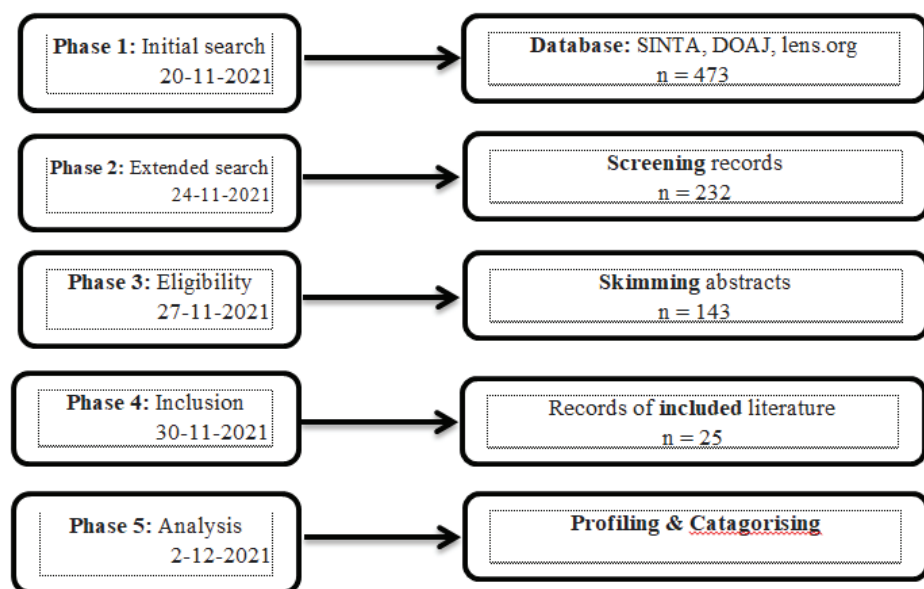 Phase 1: Initial search
20-11-2021
Database: SINTA, DOAJ, lens.org
n = 473
Phase 2: Extended search
24-11-2021
Screening records
n = 232
Phase 3: Eligibility
27-11-2021
Skimming abstracts
n = 143
Phase 4: Inclusion
30-11-2021
Records of included literature
n = 25
Phase 5: Analysis
2-12-2021
Profiling & Catagorising